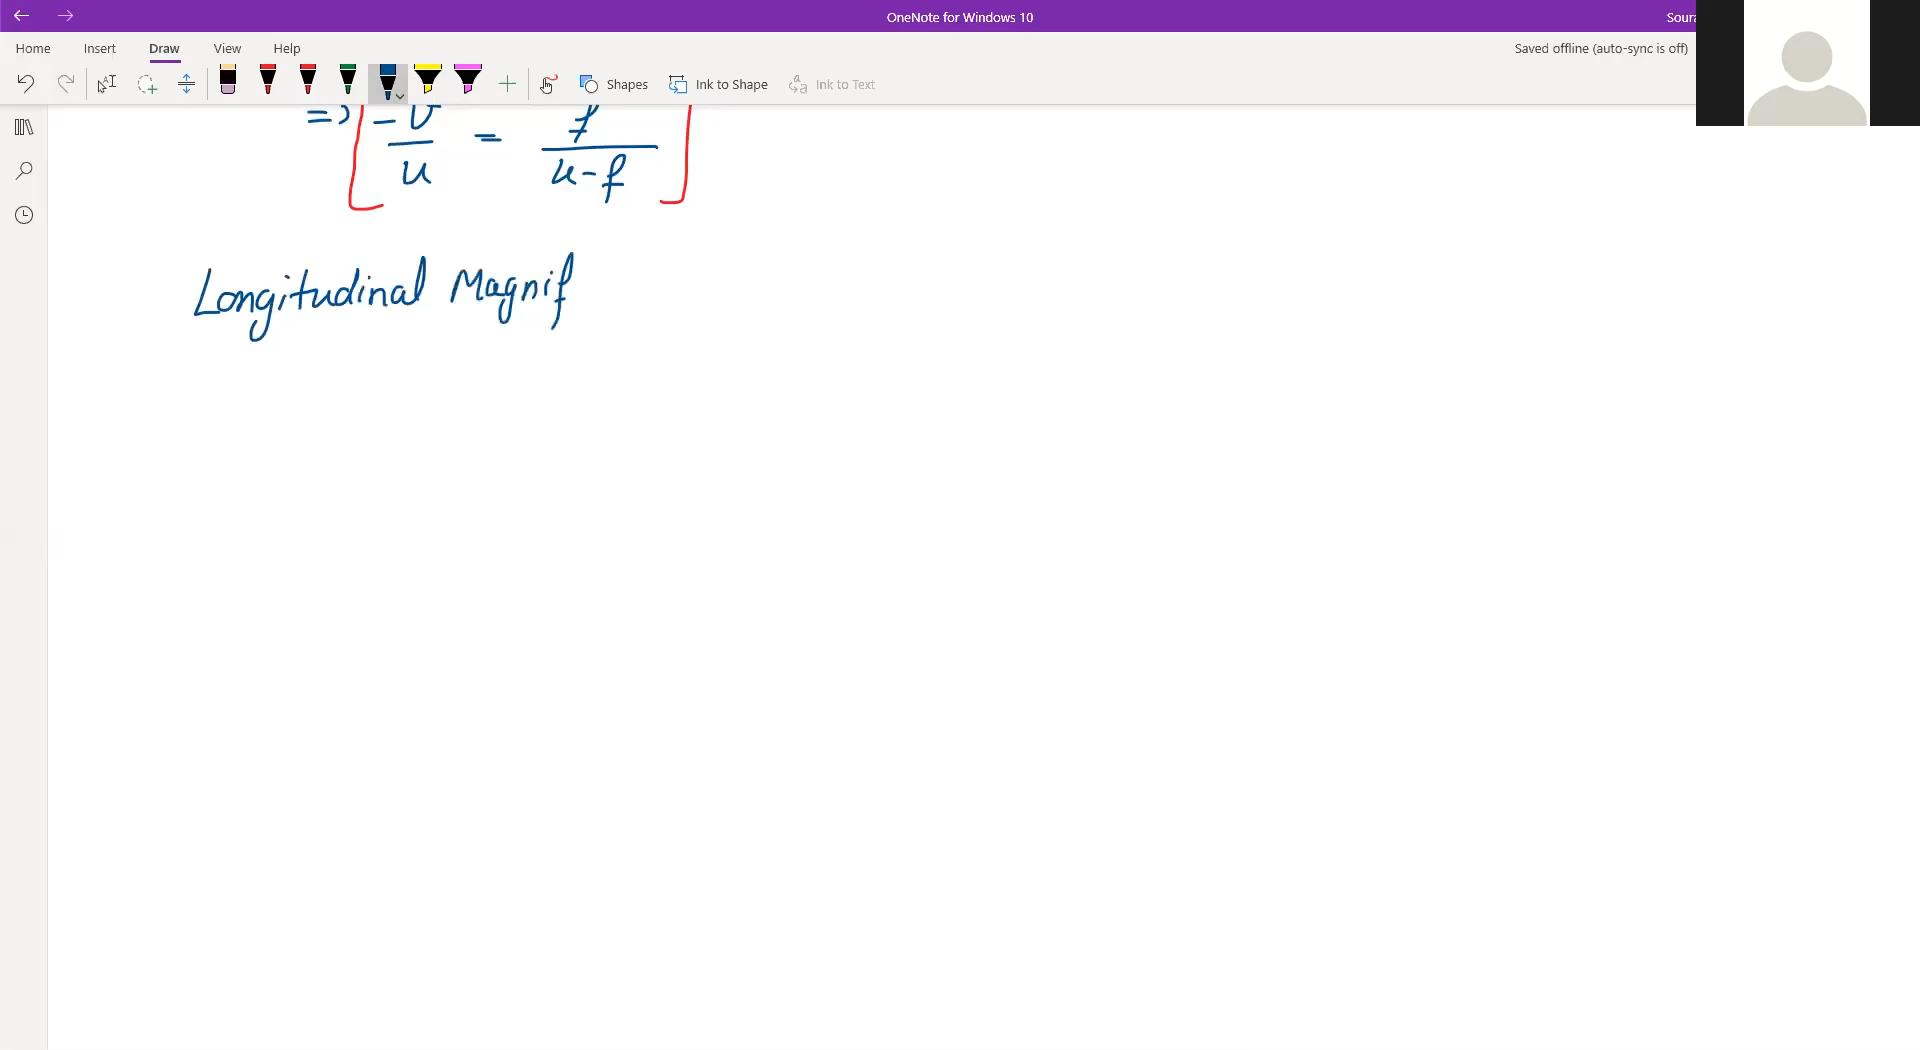 OneNote for Windows 10
Soura
Home Insert Draw View Help
Saved offline (auto-sync is off)
Shapes Ink to Shape Ink to Text
=> -v/u = f/u-f
Longitudinal Magnif